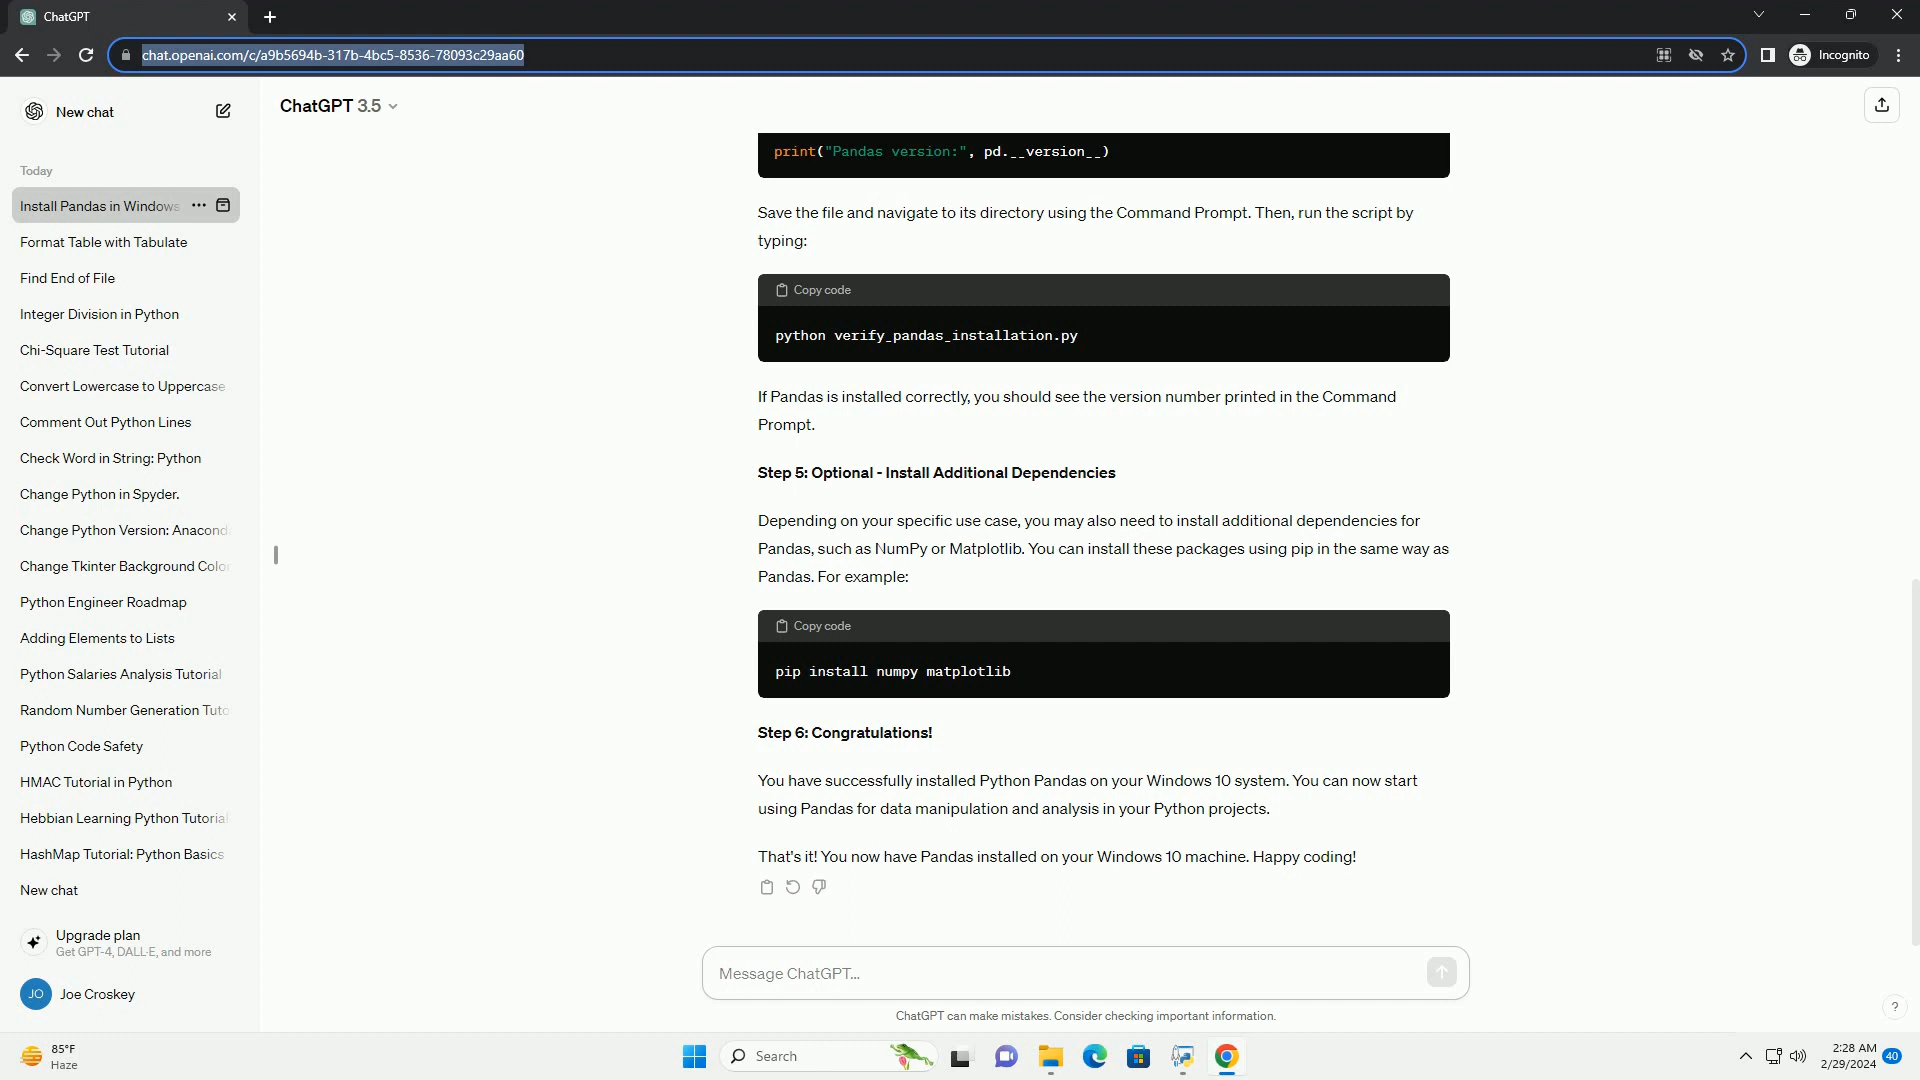 ChatGPT
chat.openai.com/c/a9b5694b-317b-4bc5-8536-78093c29aa60
Incognito
New chat
ChatGPT 3.5
Today
Install Pandas in Windows
Format Table with Tabulate
Find End of File
Integer Division in Python
Chi-Square Test Tutorial
Convert Lowercase to Uppercase
Comment Out Python Lines
Check Word in String: Python
Change Python in Spyder.
Change Python Version: Anacond
Change Tkinter Background Color
Python Engineer Roadmap
Adding Elements to Lists
Python Salaries Analysis Tutorial
Random Number Generation Tuto
Python Code Safety
HMAC Tutorial in Python
Hebbian Learning Python Tutorial
HashMap Tutorial: Python Basics
New chat
Upgrade plan
Get GPT-4, DALL·E, and more
JO Joe Croskey
print("Pandas version:", pd.__version__)
Save the file and navigate to its directory using the Command Prompt. Then, run the script by
typing:
Copy code
python verify_pandas_installation.py
If Pandas is installed correctly, you should see the version number printed in the Command
Prompt.
Step 5: Optional - Install Additional Dependencies
Depending on your specific use case, you may also need to install additional dependencies for
Pandas, such as NumPy or Matplotlib. You can install these packages using pip in the same way as
Pandas. For example:
Copy code
pip install numpy matplotlib
Step 6: Congratulations!
You have successfully installed Python Pandas on your Windows 10 system. You can now start
using Pandas for data manipulation and analysis in your Python projects.
That's it! You now have Pandas installed on your Windows 10 machine. Happy coding!
Message ChatGPT...
ChatGPT can make mistakes. Consider checking important information.
?
85°F
Haze
Search
2:28 AM
2/29/2024
40